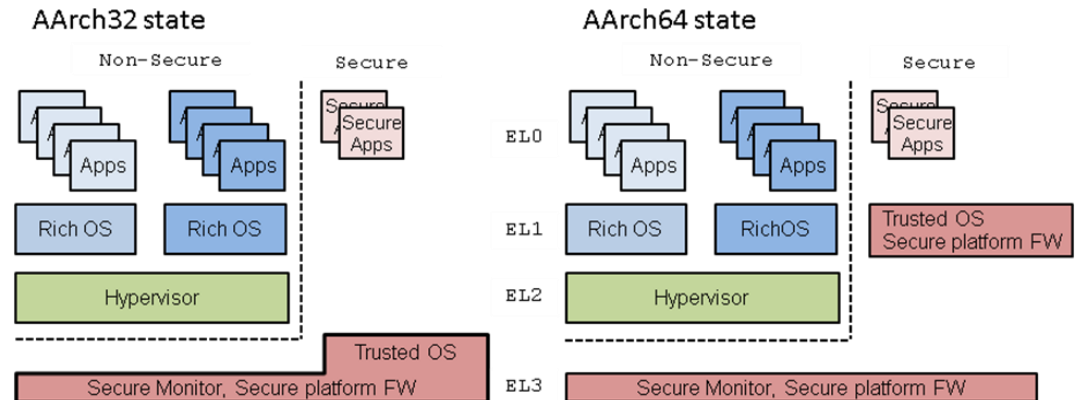 AArch32 state
AArch64 state
Non-Secure
Secure
Non-Secure
Secure
A
A
A
Apps
A
A
A
Apps
Secure
Secure
Apps
EL0
A
A
A
Apps
A
A
A
Apps
Secure
Secure
Apps
Rich OS
Rich OS
EL1
Rich OS
RichOS
Trusted OS
Secure platform FW
Hypervisor
EL2
Hypervisor
Trusted OS
Secure Monitor, Secure platform FW
EL3
Secure Monitor, Secure platform FW